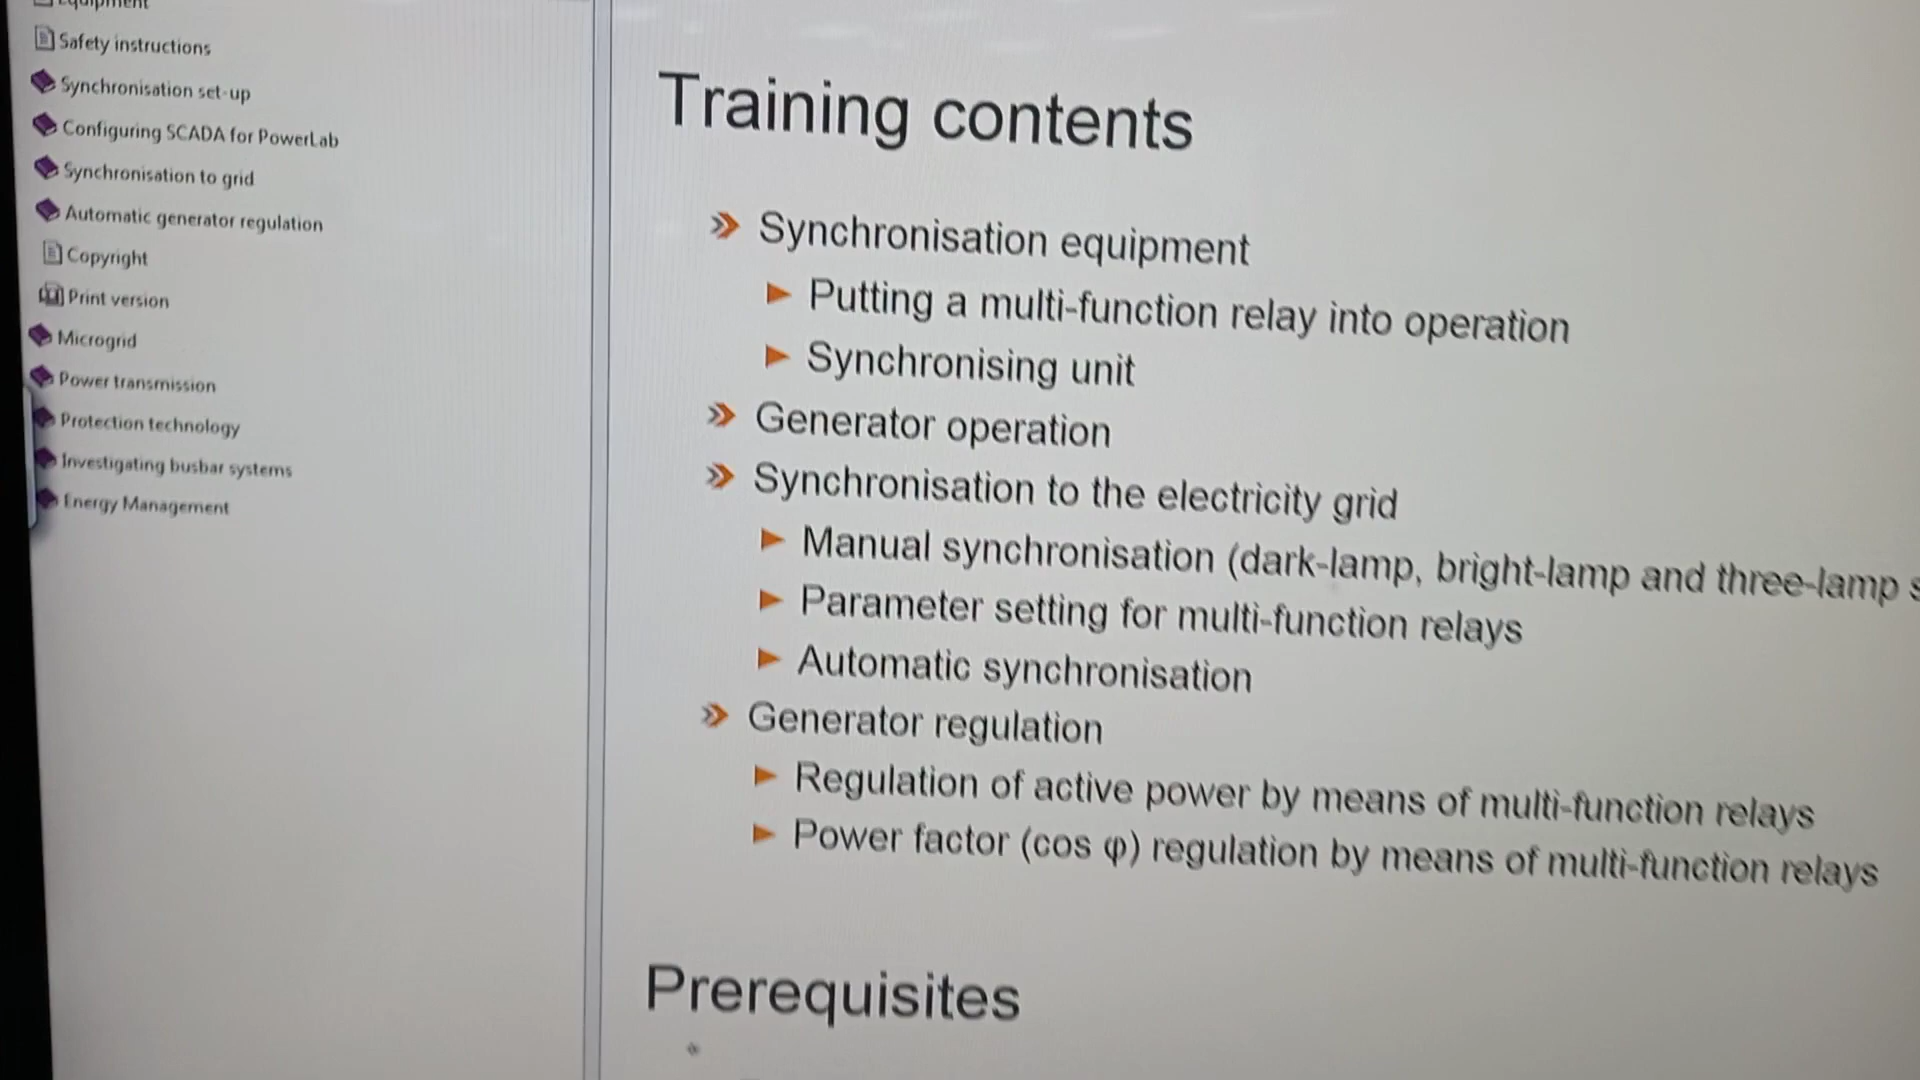 Equipment
Safety instructions
Synchronisation set-up
Configuring SCADA for PowerLab
Synchronisation to grid
Automatic generator regulation
Copyright
Print version
Microgrid
Power transmission
Protection technology
Investigating busbar systems
Energy Management
Training contents
Synchronisation equipment
Putting a multi-function relay into operation
Synchronising unit
Generator operation
Synchronisation to the electricity grid
Manual synchronisation (dark-lamp, bright-lamp and three-lamp
Parameter setting for multi-function relays
Automatic synchronisation
Generator regulation
Regulation of active power by means of multi-function relays
Power factor (cos φ) regulation by means of multi-function relays
Prerequisites